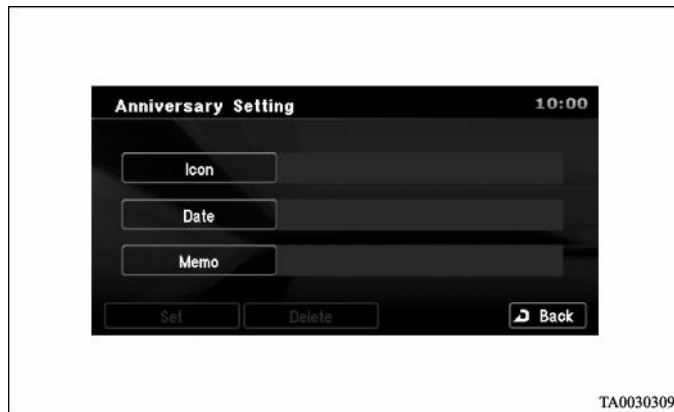 Anniversary Setting 10:00
Icon
Date
Memo
Set Delete Back
TA0030309